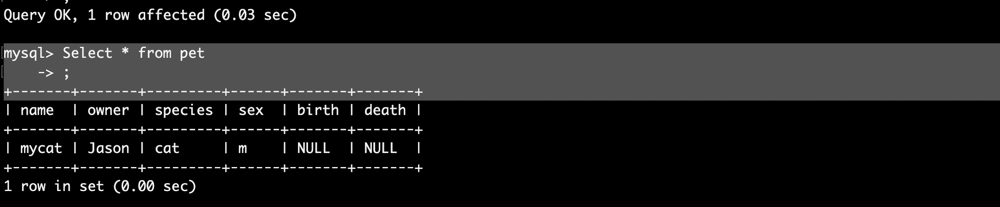 Query OK, 1 row affected (0.03 sec)
mysql> Select * from pet
    -> ;
+-------+-------+---------+------+-------+-------+
| name  | owner | species | sex  | birth | death |
+-------+-------+---------+------+-------+-------+
| mycat | Jason | cat     | m    | NULL  | NULL  |
+-------+-------+---------+------+-------+-------+
1 row in set (0.00 sec)